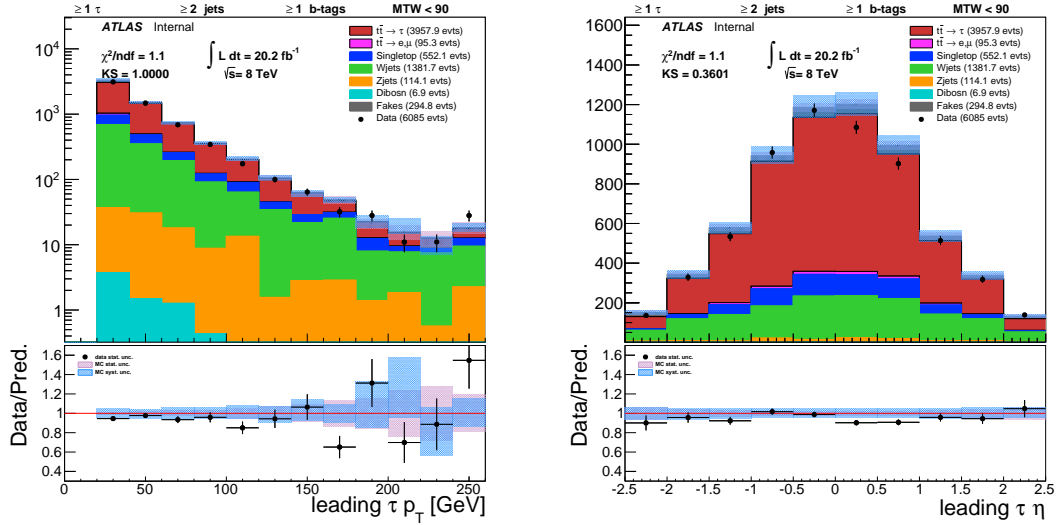 ≥ 1 τ ≥ 2 jets ≥ 1 b-tags MTW < 90
ATLAS Internal
χ²/ndf = 1.1
KS = 1.0000
∫ L dt = 20.2 fb⁻¹
√s= 8 TeV
tt̄ → τ (3957.9 evts)
tt̄ → e,μ (95.3 evts)
Singletop (552.1 evts)
Wjets (1381.7 evts)
Zjets (114.1 evts)
Dibosn (6.9 evts)
Fakes (294.8 evts)
Data (6085 evts)
10⁴
10³
10²
10
1
Data/Pred.
1.6
1.4
1.2
1
0.8
0.6
0.4
data stat. unc.
MC stat. unc.
MC syst. unc.
0 50 100 150 200 250
leading τ p_T [GeV]
≥ 1 τ ≥ 2 jets ≥ 1 b-tags MTW < 90
ATLAS Internal
χ²/ndf = 1.1
KS = 0.3601
∫ L dt = 20.2 fb⁻¹
√s= 8 TeV
tt̄ → τ (3957.9 evts)
tt̄ → e,μ (95.3 evts)
Singletop (552.1 evts)
Wjets (1381.7 evts)
Zjets (114.1 evts)
Dibosn (6.9 evts)
Fakes (294.8 evts)
Data (6085 evts)
1600
1400
1200
1000
800
600
400
200
Data/Pred.
1.6
1.4
1.2
1
0.8
0.6
0.4
data stat. unc.
MC stat. unc.
MC syst. unc.
-2.5 -2 -1.5 -1 -0.5 0 0.5 1 1.5 2 2.5
leading τ η